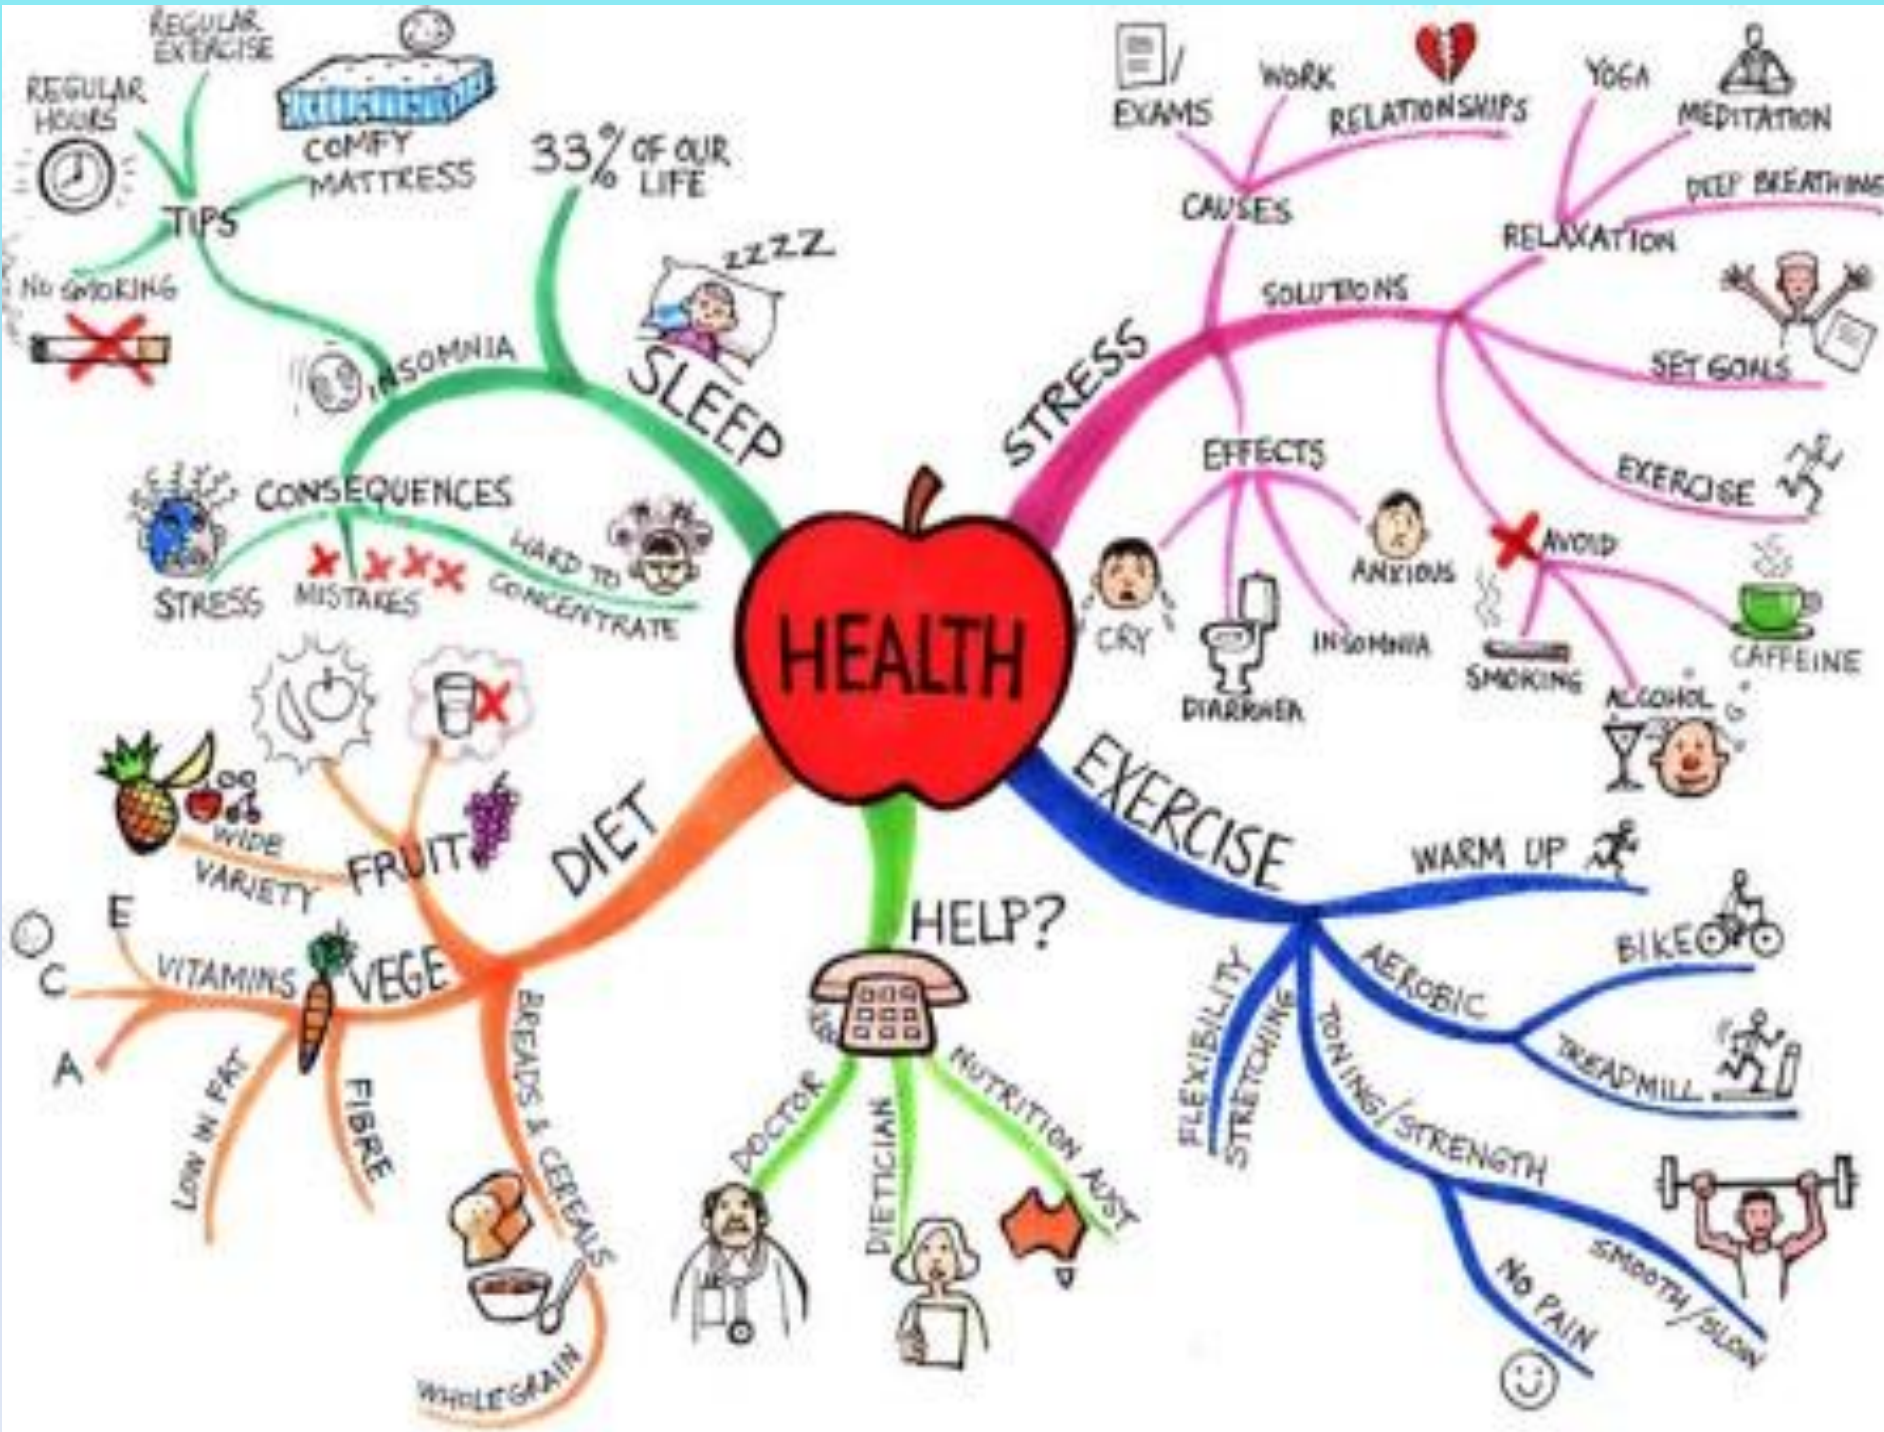 HEALTH
SLEEP
33% OF OUR
LIFE
ZZZZ
INSOMNIA
TIPS
REGULAR
EXERCISE
REGULAR
HOURS
COMFY
MATTRESS
NO SMOKING
CONSEQUENCES
STRESS
MISTAKES
HARD TO
CONCENTRATE
STRESS
CAUSES
EXAMS
WORK
RELATIONSHIPS
SOLUTIONS
RELAXATION
YOGA
MEDITATION
DEEP BREATHING
SET GOALS
EXERCISE
AVOID
SMOKING
ALCOHOL
CAFFEINE
EFFECTS
CRY
DIARRHEA
INSOMNIA
ANXIOUS
EXERCISE
WARM UP
AEROBIC
BIKE
TREADMILL
TONING/STRENGTH
SMOOTH/SLOW
NO PAIN
FLEXIBILITY
STRETCHING
HELP?
DOCTOR
DIETICIAN
NUTRITION AUST
DIET
FRUIT
WIDE
VARIETY
VEGE
VITAMINS
E
C
A
LOW IN FAT
FIBRE
BREADS & CEREALS
WHOLEGRAIN